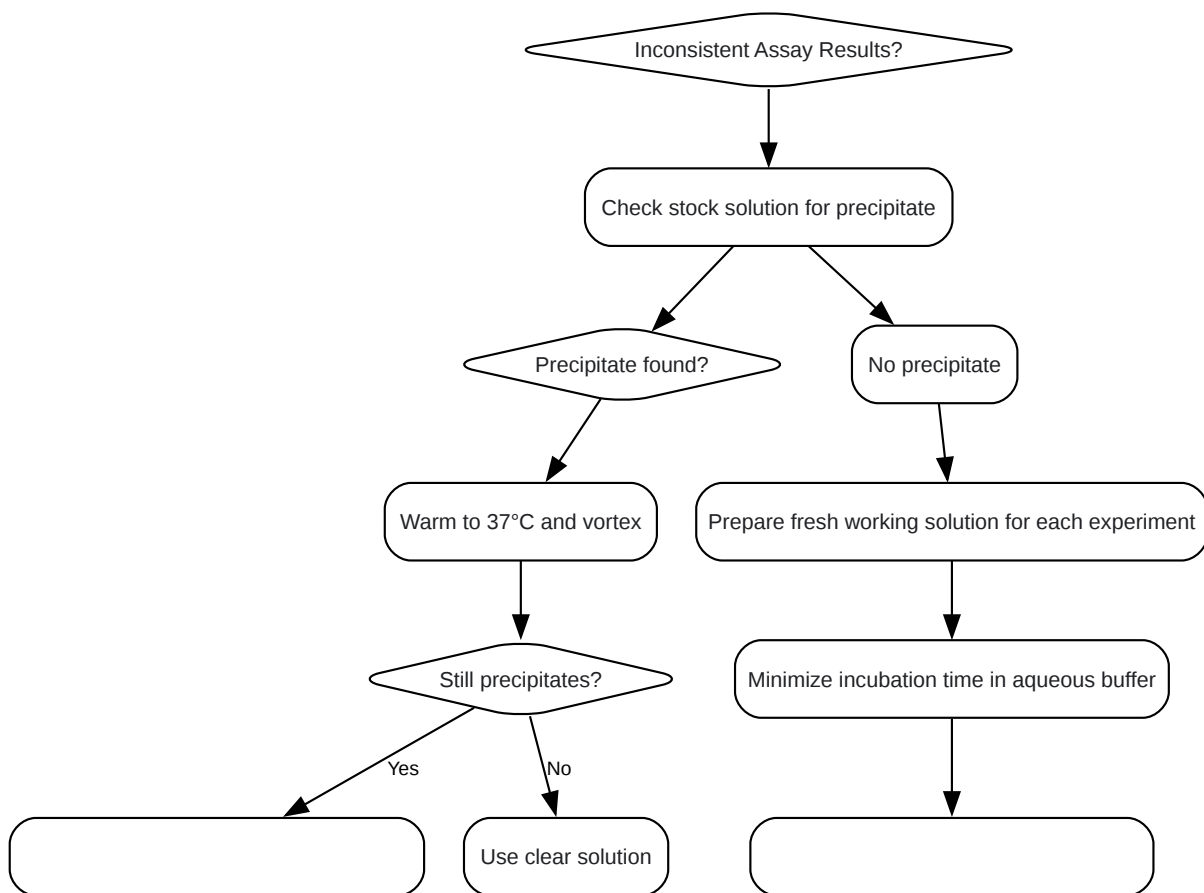 Inconsistent Assay Results?
Check stock solution for precipitate
Precipitate found?
No precipitate
Warm to 37°C and vortex
Prepare fresh working solution for each experiment
Still precipitates?
Minimize incubation time in aqueous buffer
Yes
No
Use clear solution